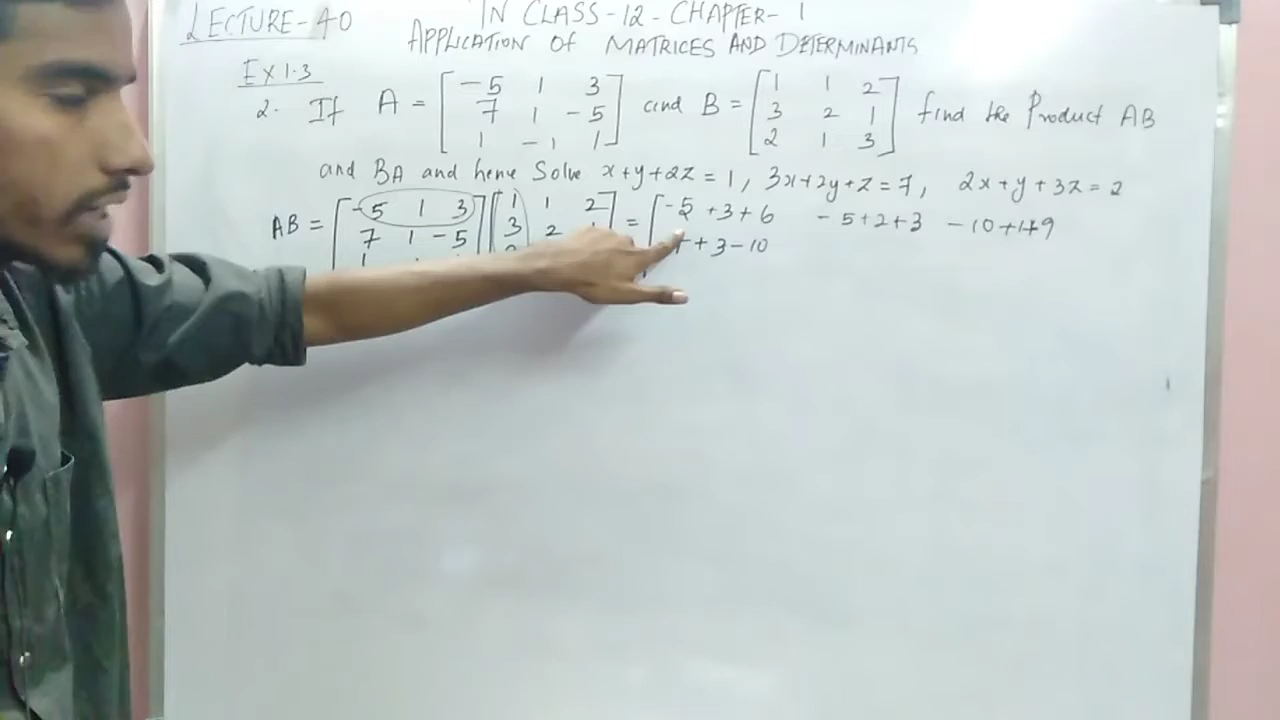 LECTURE-40
IN CLASS-12-CHAPTER-1
APPLICATION OF MATRICES AND DETERMINANTS
EX 1.3
2. If A = [ -5 1 3 and B = [ 1 1 2 find the Product AB
7 1 -5 3 2 1
1 -1 1 ] 2 1 3 ]
and BA and hence Solve x+y+2z=1, 3x+2y+z=7, 2x+y+3z=2
AB = [ -5 1 3 ] [ 1 1 2 ] = [ -5 +3+6 -5+2+3 -10+1+9
7 1 -5 3 2 + 3-10